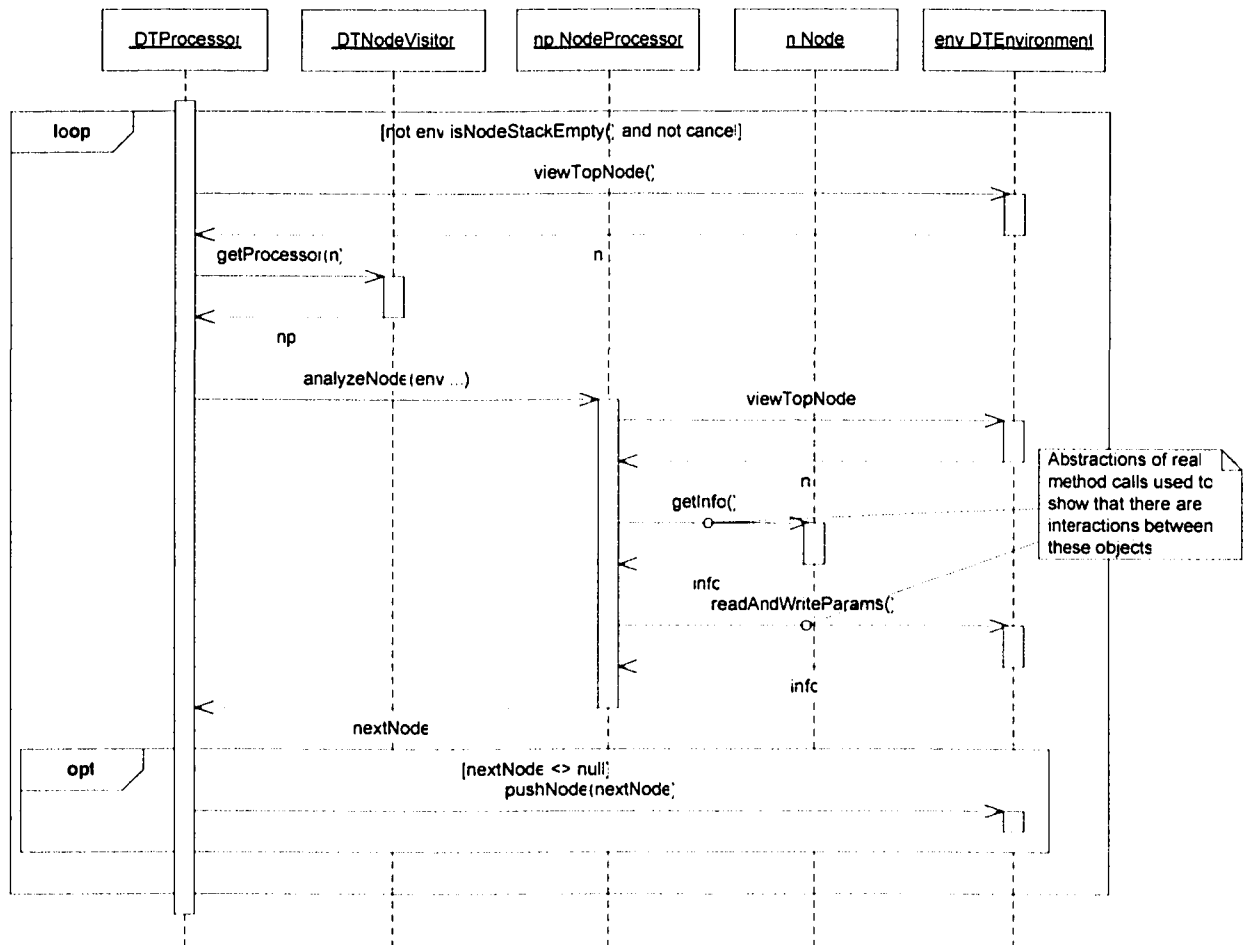 DTProcessor
DTNodeVisitor
np NodeProcessor
n Node
env DTEnvironment
loop
[not env isNodeStackEmpty() and not cancel]
viewTopNode()
getProcessor(n)
n
np
analyzeNode(env ...)
viewTopNode
Abstractions of real
method calls used to
show that there are
interactions between
these objects
n
getInfo()
info
readAndWriteParams()
info
nextNode
opt
[nextNode <> null]
pushNode(nextNode)